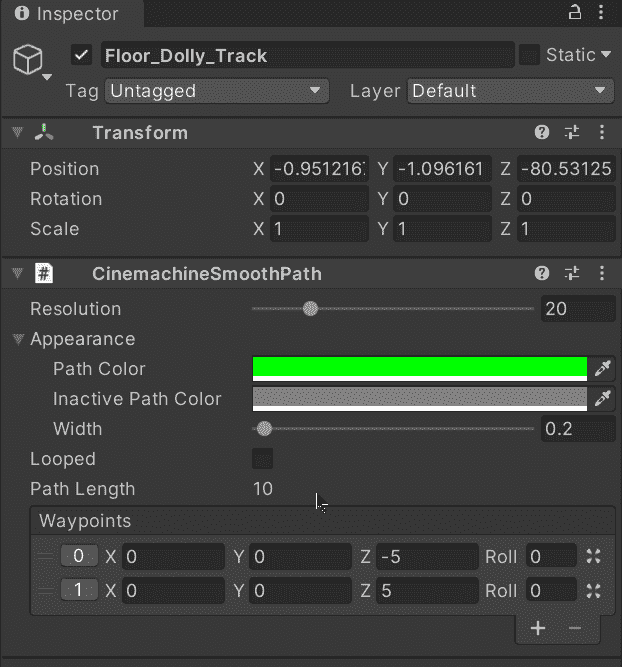 Inspector
Floor_Dolly_Track Static
Tag Untagged Layer Default
Transform
Position X -0.951216 Y -1.096161 Z -80.53125
Rotation X 0 Y 0 Z 0
Scale X 1 Y 1 Z 1
# CinemachineSmoothPath
Resolution 20
Appearance
Path Color
Inactive Path Color
Width 0.2
Looped
Path Length 10
Waypoints
0 X 0 Y 0 Z -5 Roll 0
1 X 0 Y 0 Z 5 Roll 0